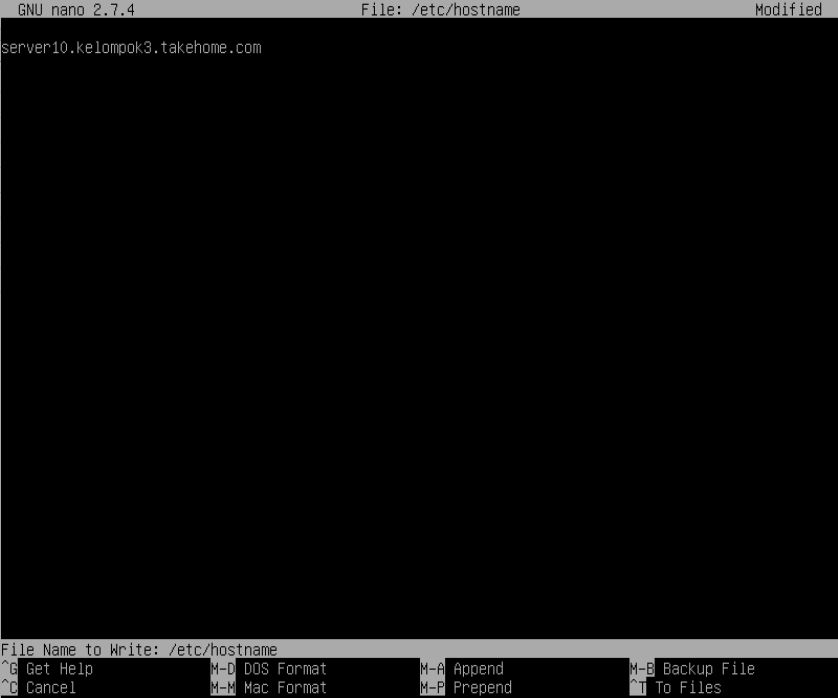 GNU nano 2.7.4 File: /etc/hostname Modified
server10.kelompok3.takehome.com
File Name to Write: /etc/hostname
^G Get Help M-D DOS Format M-A Append M-B Backup File
^C Cancel M-M Mac Format M-P Prepend ^T To Files